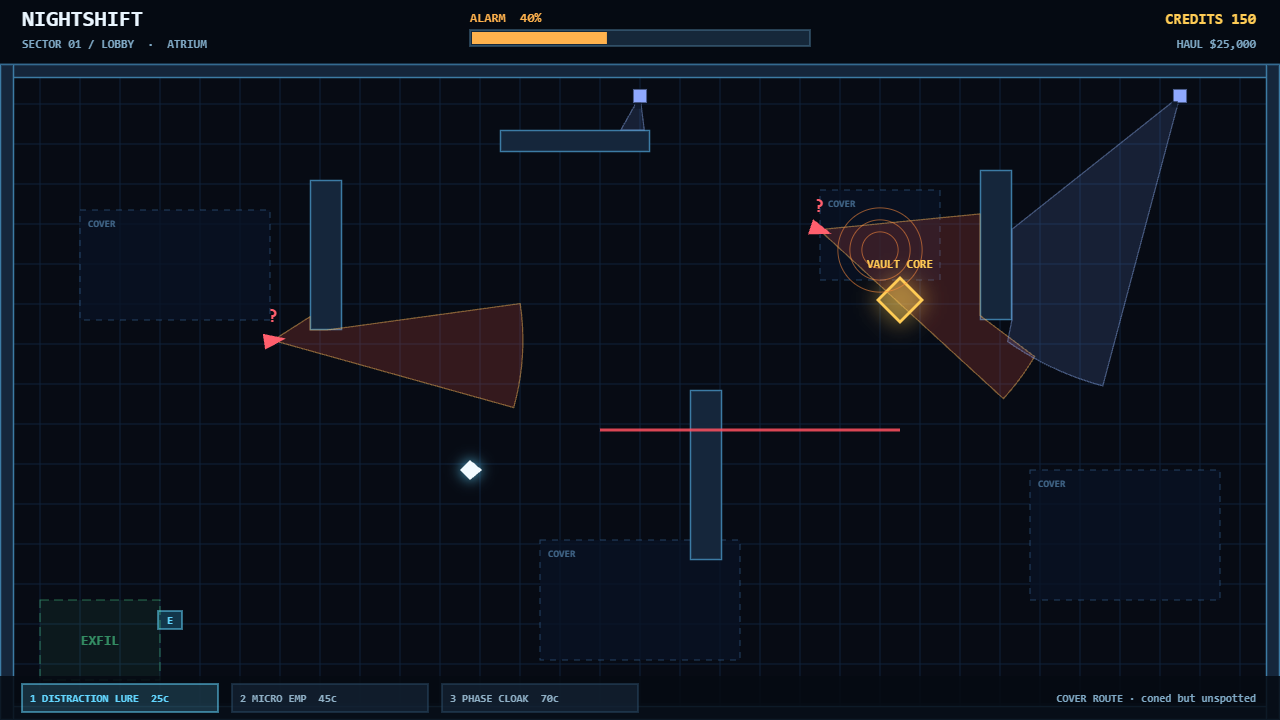 NIGHTSHIFT
SECTOR 01 / LOBBY · ATRIUM
ALARM 40%
CREDITS 150
HAUL $25,000
COVER
?
?
COVER
VAULT CORE
COVER
COVER
E
EXFIL
1 DISTRACTION LURE 25c
2 MICRO EMP 45c
3 PHASE CLOAK 70c
COVER ROUTE · coned but unspotted